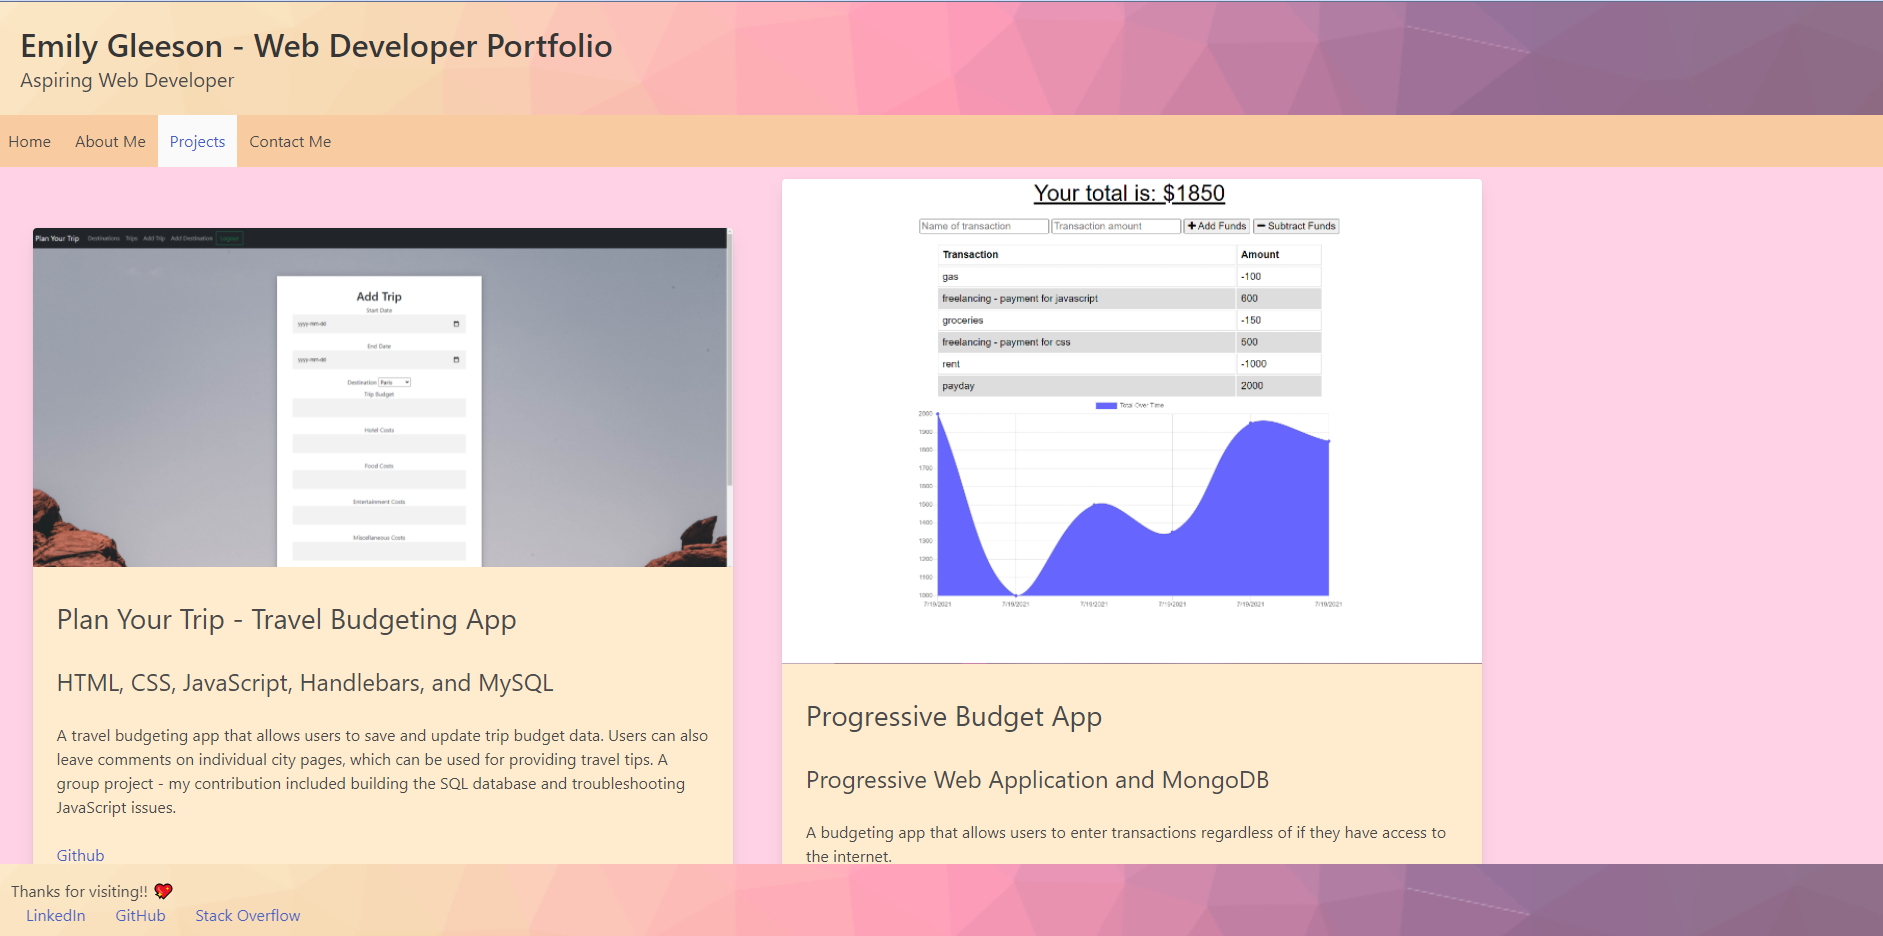 Emily Gleeson - Web Developer Portfolio
Aspiring Web Developer
Home About Me Projects Contact Me
Plan Your Trip Destinations Trips Add Trip Add Destination Logout
Add Trip
Start Date
yyyy-mm-dd
End Date
yyyy-mm-dd
Destination Paris
Trip Budget
Hotel Costs
Food Costs
Entertainment Costs
Miscellaneous Costs
Plan Your Trip - Travel Budgeting App
HTML, CSS, JavaScript, Handlebars, and MySQL
A travel budgeting app that allows users to save and update trip budget data. Users can also
leave comments on individual city pages, which can be used for providing travel tips. A
group project - my contribution included building the SQL database and troubleshooting
JavaScript issues.
Github
Your total is: $1850
Name of transaction Transaction amount Add Funds Subtract Funds
Transaction Amount
gas -100
freelancing - payment for javascript 600
groceries -150
freelancing - payment for css 500
rent -1000
payday 2000
Total Over Time
2000
1900
1800
1700
1600
1500
1400
1300
1200
1100
1000
7/19/2021 7/19/2021 7/19/2021 7/19/2021 7/19/2021 7/19/2021
Progressive Budget App
Progressive Web Application and MongoDB
A budgeting app that allows users to enter transactions regardless of if they have access to
the internet.
Thanks for visiting!! 💖
LinkedIn GitHub Stack Overflow